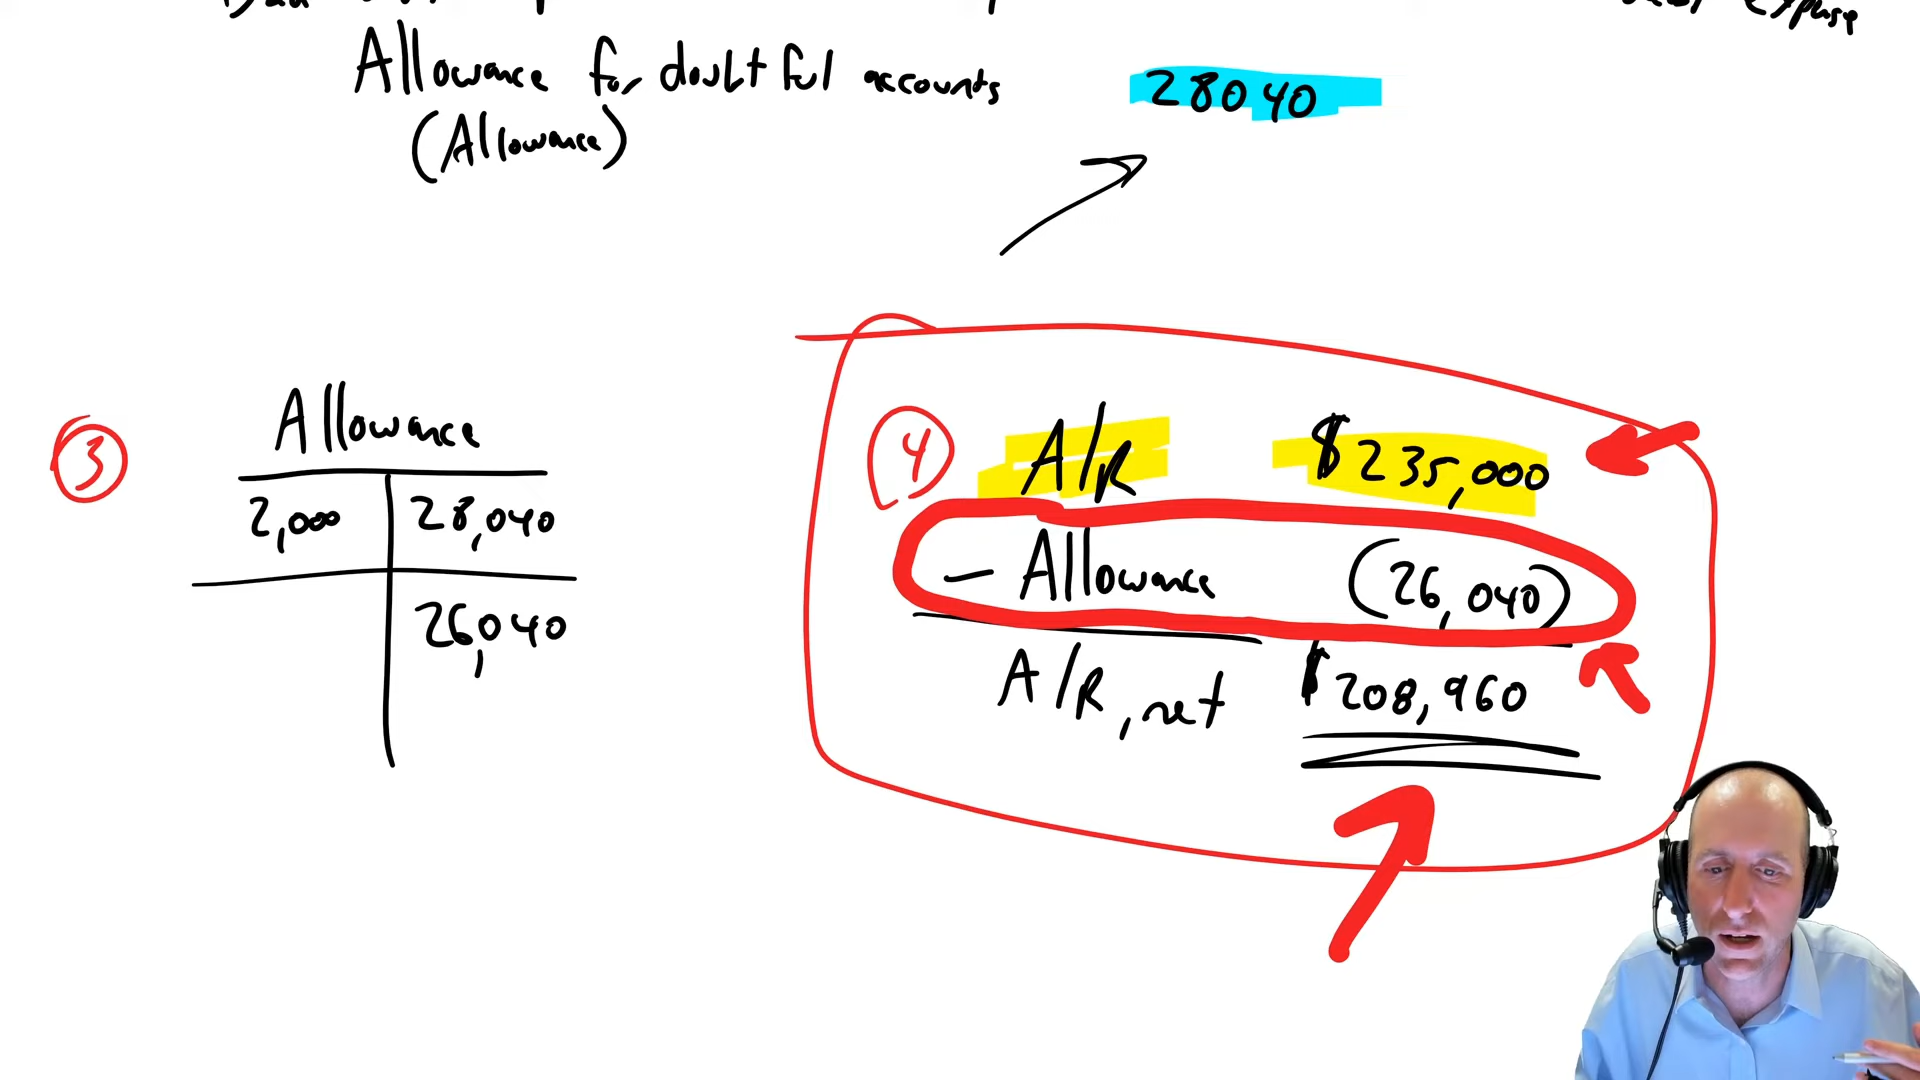 expense
Allowance for doubtful accounts 28040
(Allowance)
3
Allowance
2,000 28,040
26,040
4 A/R $235,000
– Allowance (26,040)
A/R, net $208,960